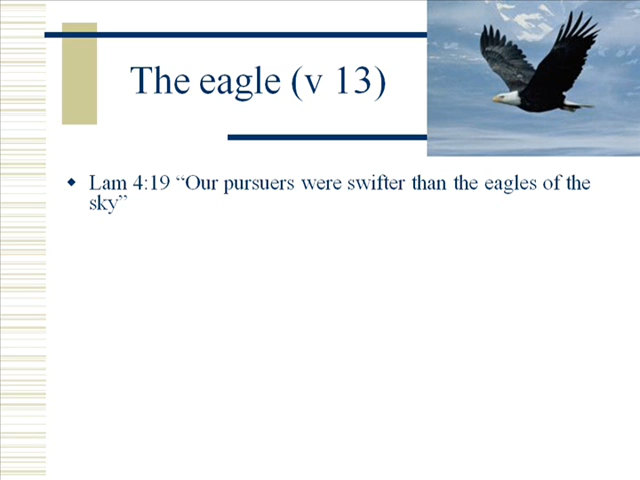 The eagle (v 13)
Lam 4:19 “Our pursuers were swifter than the eagles of the
sky”